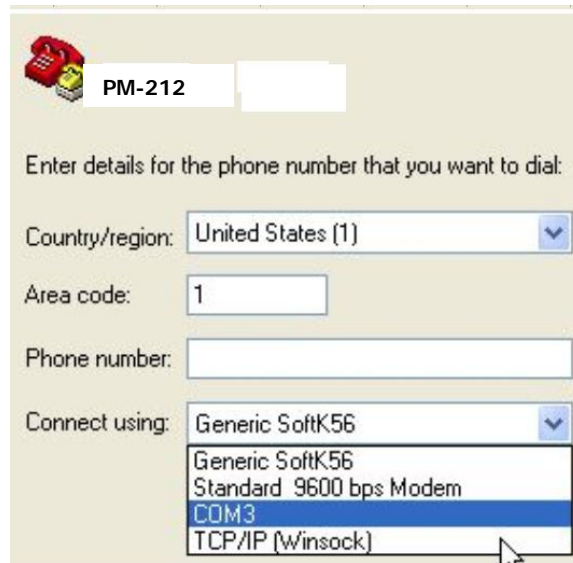 PM-212
Enter details for the phone number that you want to dial:
Country/region: United States (1)
Area code: 1
Phone number:
Connect using: Generic SoftK56
Generic SoftK56
Standard 9600 bps Modem
COM3
TCP/IP (Winsock)